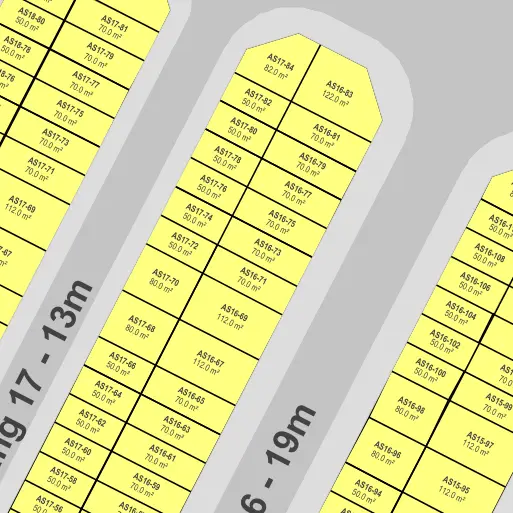 AS18-80
50.0 m²
AS18-78
50.0 m²
AS17-81
70.0 m²
AS17-79
70.0 m²
AS17-77
70.0 m²
AS17-75
70.0 m²
AS17-73
70.0 m²
AS17-71
70.0 m²
AS17-69
112.0 m²
AS17-84
82.0 m²
AS16-83
122.0 m²
AS17-82
50.0 m²
AS16-81
70.0 m²
AS17-80
50.0 m²
AS16-79
70.0 m²
AS17-78
50.0 m²
AS16-77
70.0 m²
AS17-76
50.0 m²
AS16-75
70.0 m²
AS17-74
50.0 m²
AS16-73
70.0 m²
AS17-72
50.0 m²
AS16-71
70.0 m²
AS17-70
80.0 m²
AS16-69
112.0 m²
AS17-68
80.0 m²
AS16-67
112.0 m²
AS17-66
50.0 m²
AS16-65
70.0 m²
AS17-64
50.0 m²
AS16-63
70.0 m²
AS17-62
50.0 m²
AS16-61
70.0 m²
AS17-60
50.0 m²
AS16-59
70.0 m²
AS17-58
50.0 m²
AS17-56
ng 17 - 13m
6 - 19m
AS16-108
50.0 m²
AS16-106
50.0 m²
AS16-104
50.0 m²
AS16-102
50.0 m²
AS16-100
50.0 m²
AS16-98
80.0 m²
AS16-96
80.0 m²
AS16-94
50.0 m²
AS15-99
70.0 m²
AS15-97
112.0 m²
AS15-95
112.0 m²